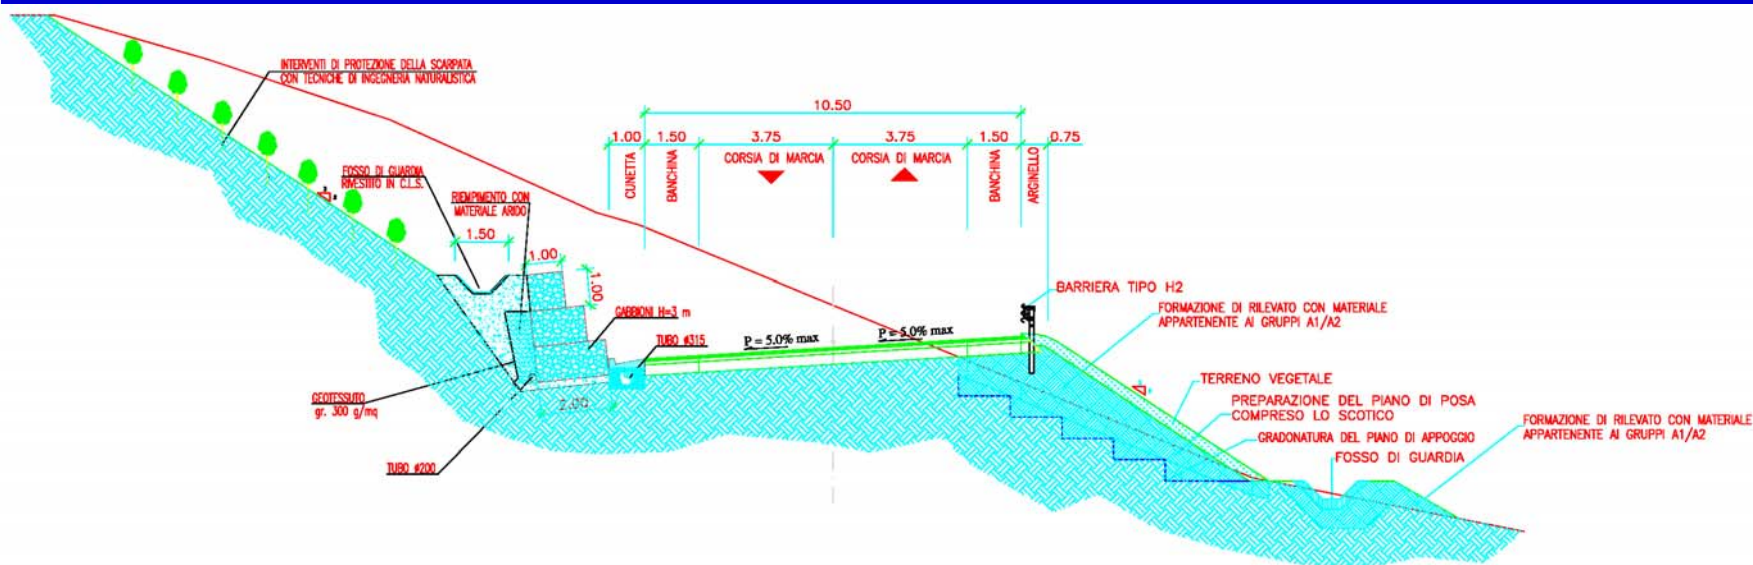 INTERVENTI DI PROTEZIONE DELLA SCARPATA
CON TECNICHE DI INGEGNERIA NATURALISTICA
10.50
1.00
1.50
3.75
3.75
1.50
0.75
CUNETTA
BANCHINA
CORSIA DI MARCIA
CORSIA DI MARCIA
BANCHINA
ARGINELLO
FOSSO DI GUARDIA
RIVESTITO IN C.L.S.
RIEMPIMENTO CON
MATERIALE ARIDO
1.50
1.00
1.00
GABBIONI H=3 m
TUBO ø315
P = 5.0% max
P = 5.0% max
BARRIERA TIPO H2
FORMAZIONE DI RILEVATO CON MATERIALE
APPARTENENTE AI GRUPPI A1/A2
GEOTESSUTO
gr. 300 g/mq
2.00
TUBO ø200
TERRENO VEGETALE
PREPARAZIONE DEL PIANO DI POSA
COMPRESO LO SCOTICO
GRADONATURA DEL PIANO DI APPOGGIO
FOSSO DI GUARDIA
FORMAZIONE DI RILEVATO CON MATERIALE
APPARTENENTE AI GRUPPI A1/A2